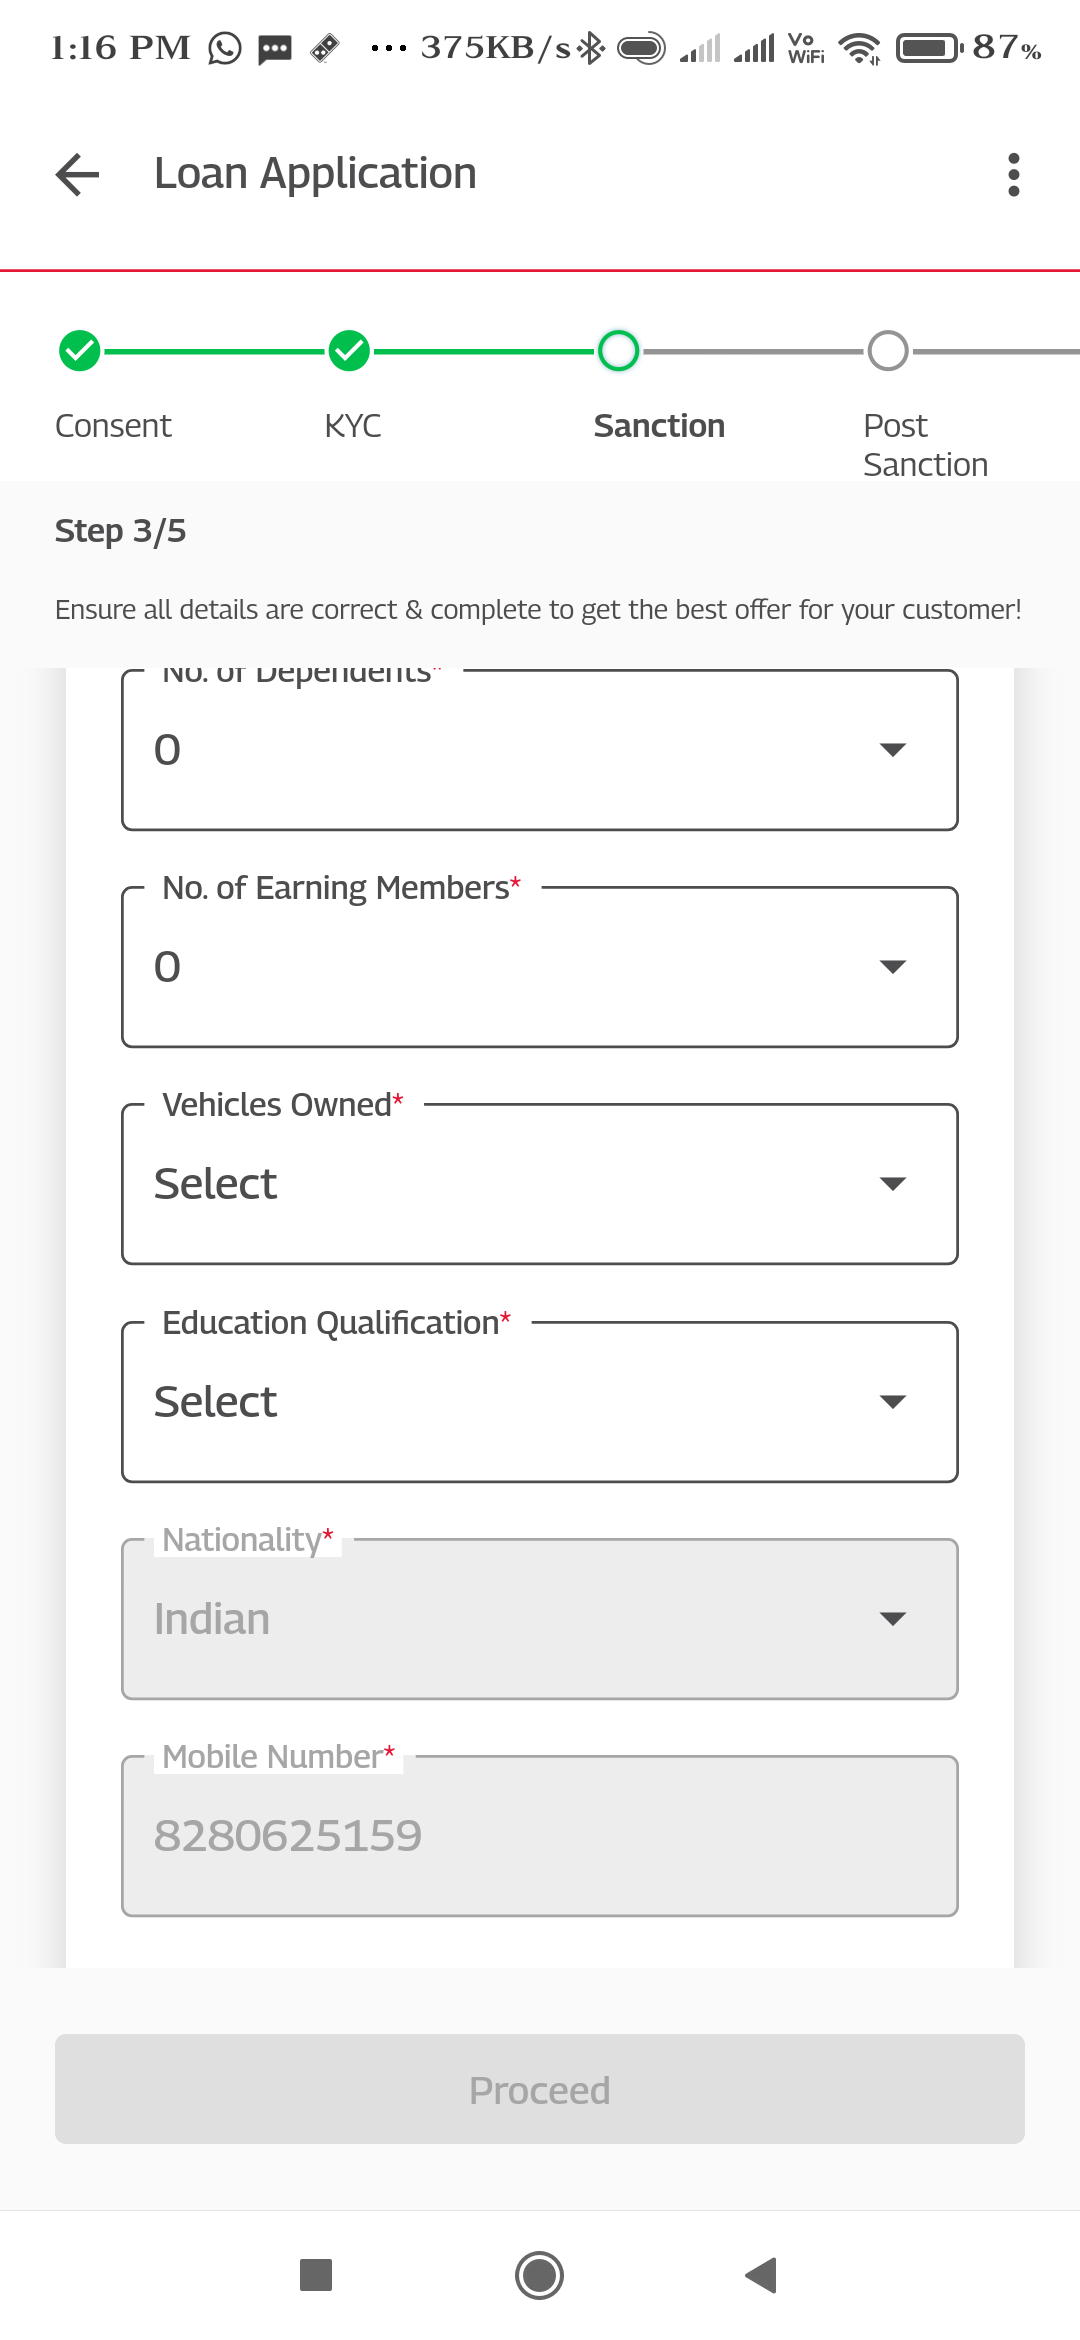 1:16 PM ... 375KB/s Vo WiFi 87%
Loan Application
Consent KYC Sanction Post Sanction
Step 3/5
Ensure all details are correct & complete to get the best offer for your customer!
No. of Dependents*
0
No. of Earning Members*
0
Vehicles Owned*
Select
Education Qualification*
Select
Nationality*
Indian
Mobile Number*
8280625159
Proceed